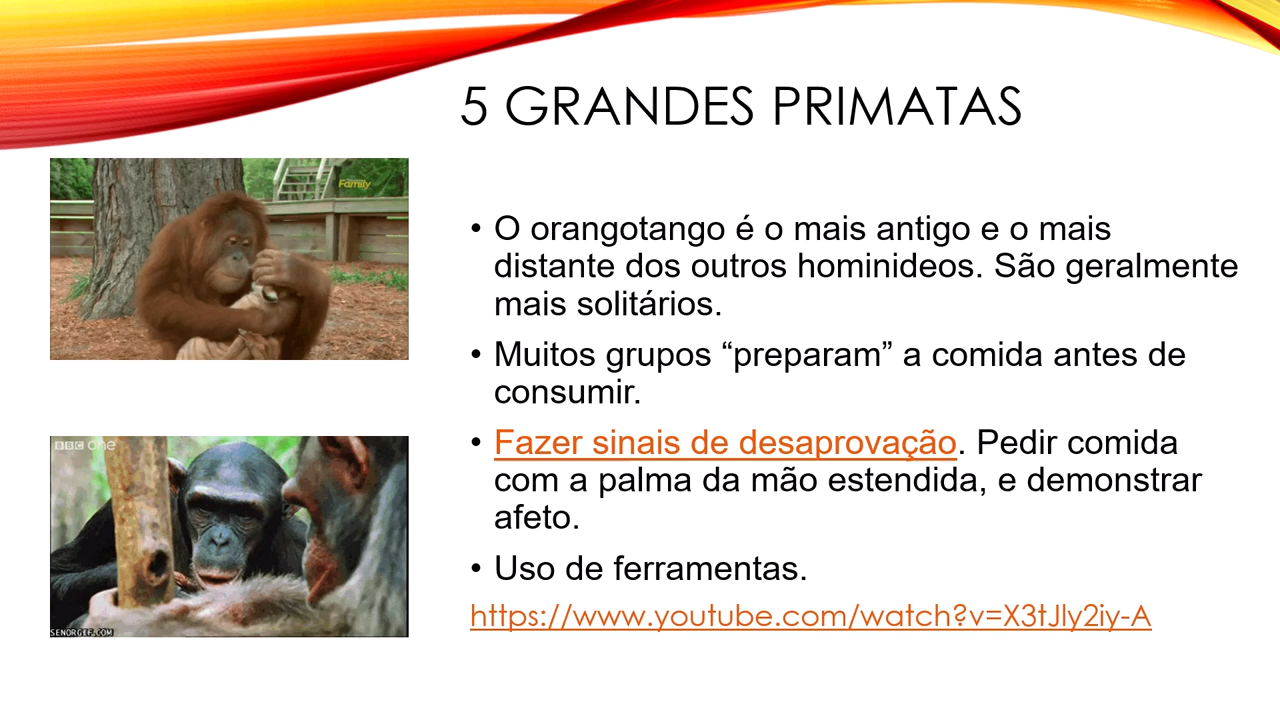 5 GRANDES PRIMATAS
Family
• O orangotango é o mais antigo e o mais
distante dos outros hominideos. São geralmente
mais solitários.
• Muitos grupos “preparam” a comida antes de
consumir.
• Fazer sinais de desaprovação. Pedir comida
com a palma da mão estendida, e demonstrar
afeto.
• Uso de ferramentas.
https://www.youtube.com/watch?v=X3tJly2iy-A
BBC one
SENORGIF.COM